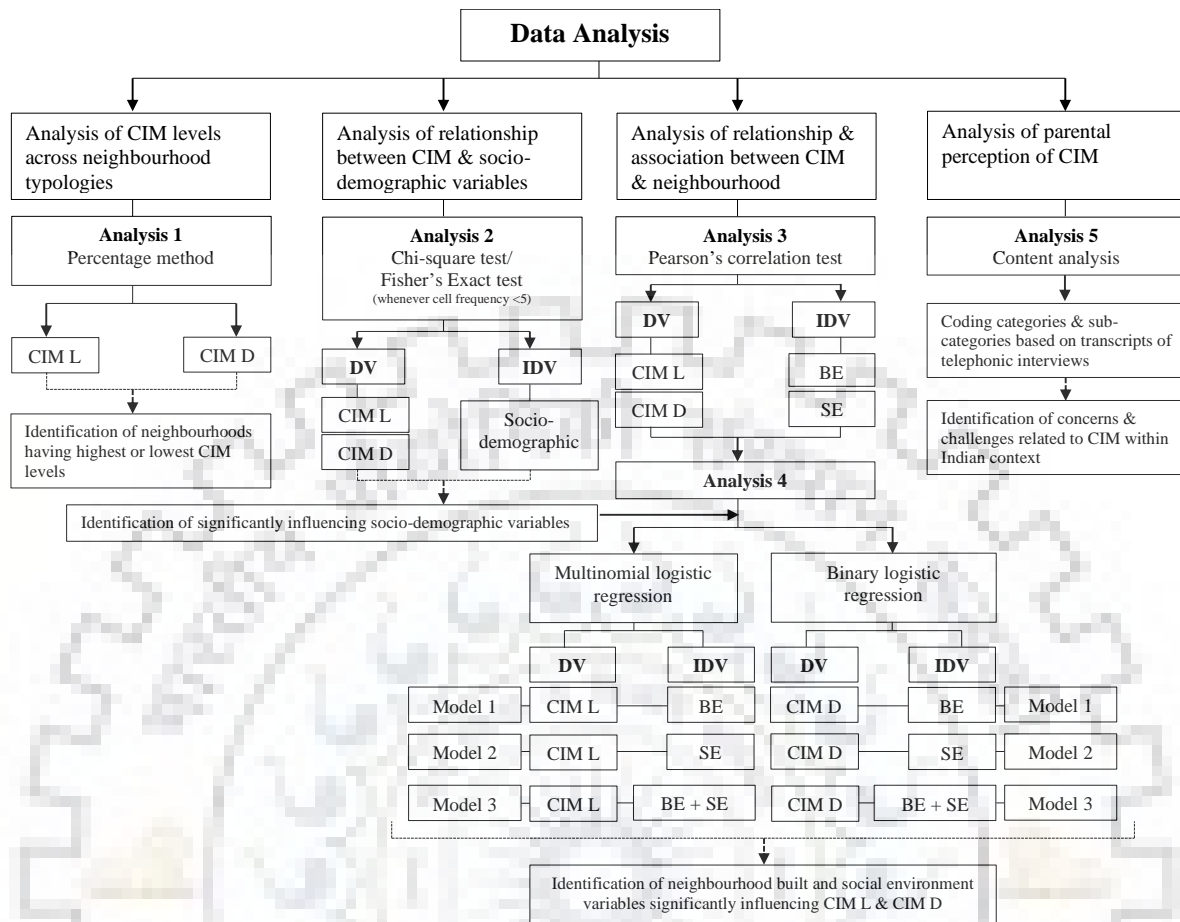 Data Analysis
Analysis of CIM levels
across neighbourhood
typologies
Analysis of relationship
between CIM & socio-
demographic variables
Analysis of relationship &
association between CIM
& neighbourhood
Analysis of parental
perception of CIM
Analysis 1
Percentage method
Analysis 2
Chi-square test/
Fisher's Exact test
(whenever cell frequency <5)
Analysis 3
Pearson's correlation test
Analysis 5
Content analysis
CIM L
CIM D
DV
IDV
CIM L
CIM D
Socio-
demographic
DV
IDV
CIM L
BE
CIM D
SE
Coding categories & sub-
categories based on transcripts of
telephonic interviews
Identification of neighbourhoods
having highest or lowest CIM
levels
Identification of concerns &
challenges related to CIM within
Indian context
Analysis 4
Identification of significantly influencing socio-demographic variables
Multinomial logistic
regression
Binary logistic
regression
DV
IDV
DV
IDV
Model 1
CIM L
BE
CIM D
BE
Model 1
Model 2
CIM L
SE
CIM D
SE
Model 2
Model 3
CIM L
BE + SE
CIM D
BE + SE
Model 3
Identification of neighbourhood built and social environment
variables significantly influencing CIM L & CIM D